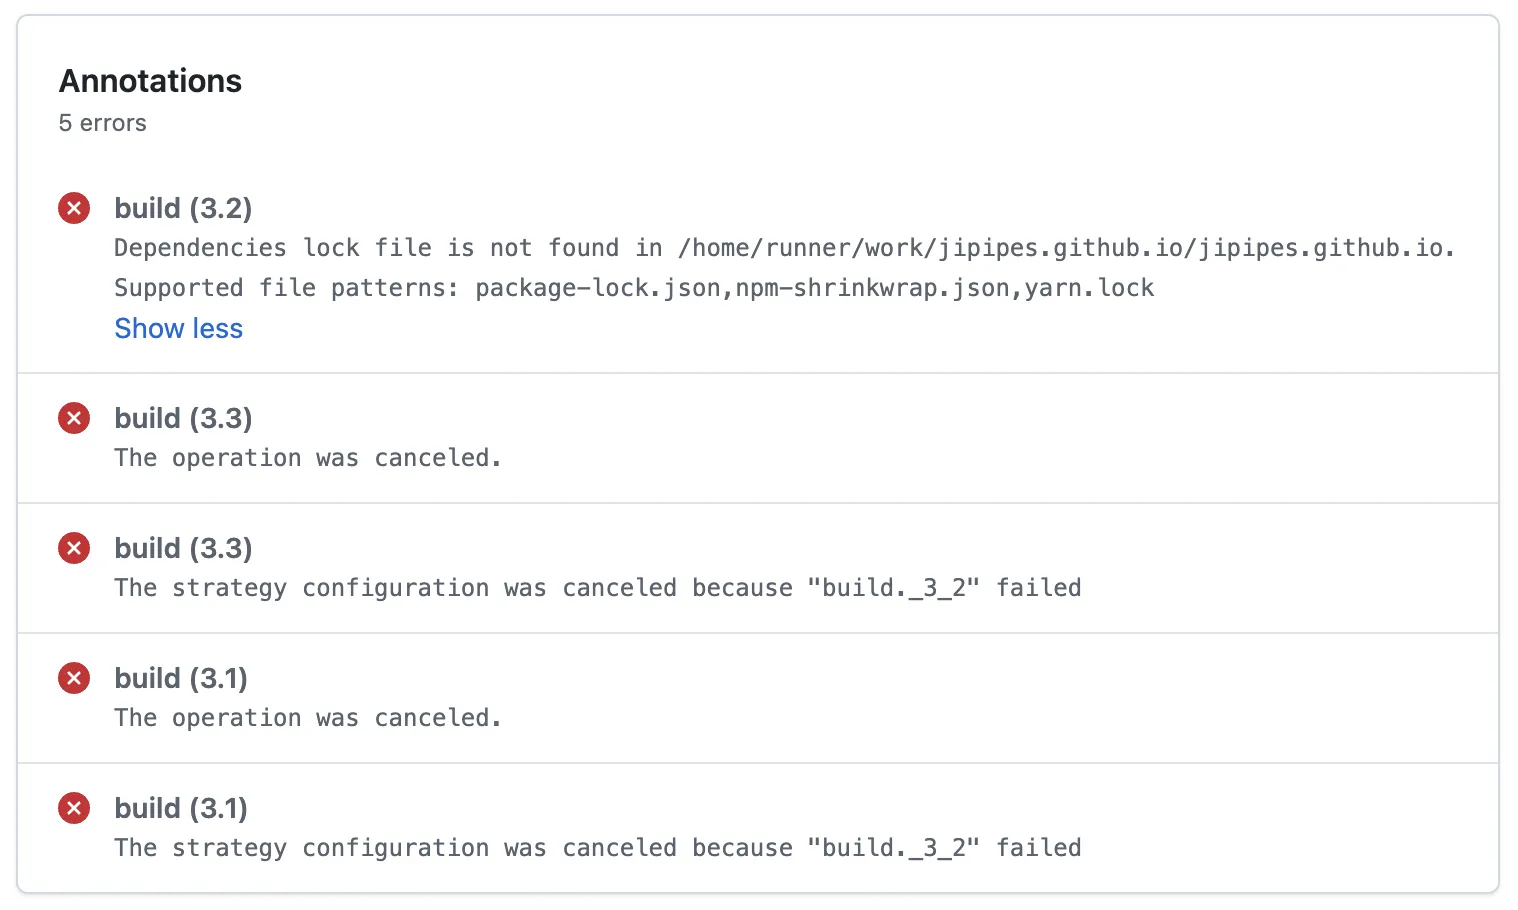 Annotations
5 errors
build (3.2)
Dependencies lock file is not found in /home/runner/work/jipipes.github.io/jipipes.github.io.
Supported file patterns: package-lock.json,npm-shrinkwrap.json,yarn.lock
Show less
build (3.3)
The operation was canceled.
build (3.3)
The strategy configuration was canceled because "build._3_2" failed
build (3.1)
The operation was canceled.
build (3.1)
The strategy configuration was canceled because "build._3_2" failed